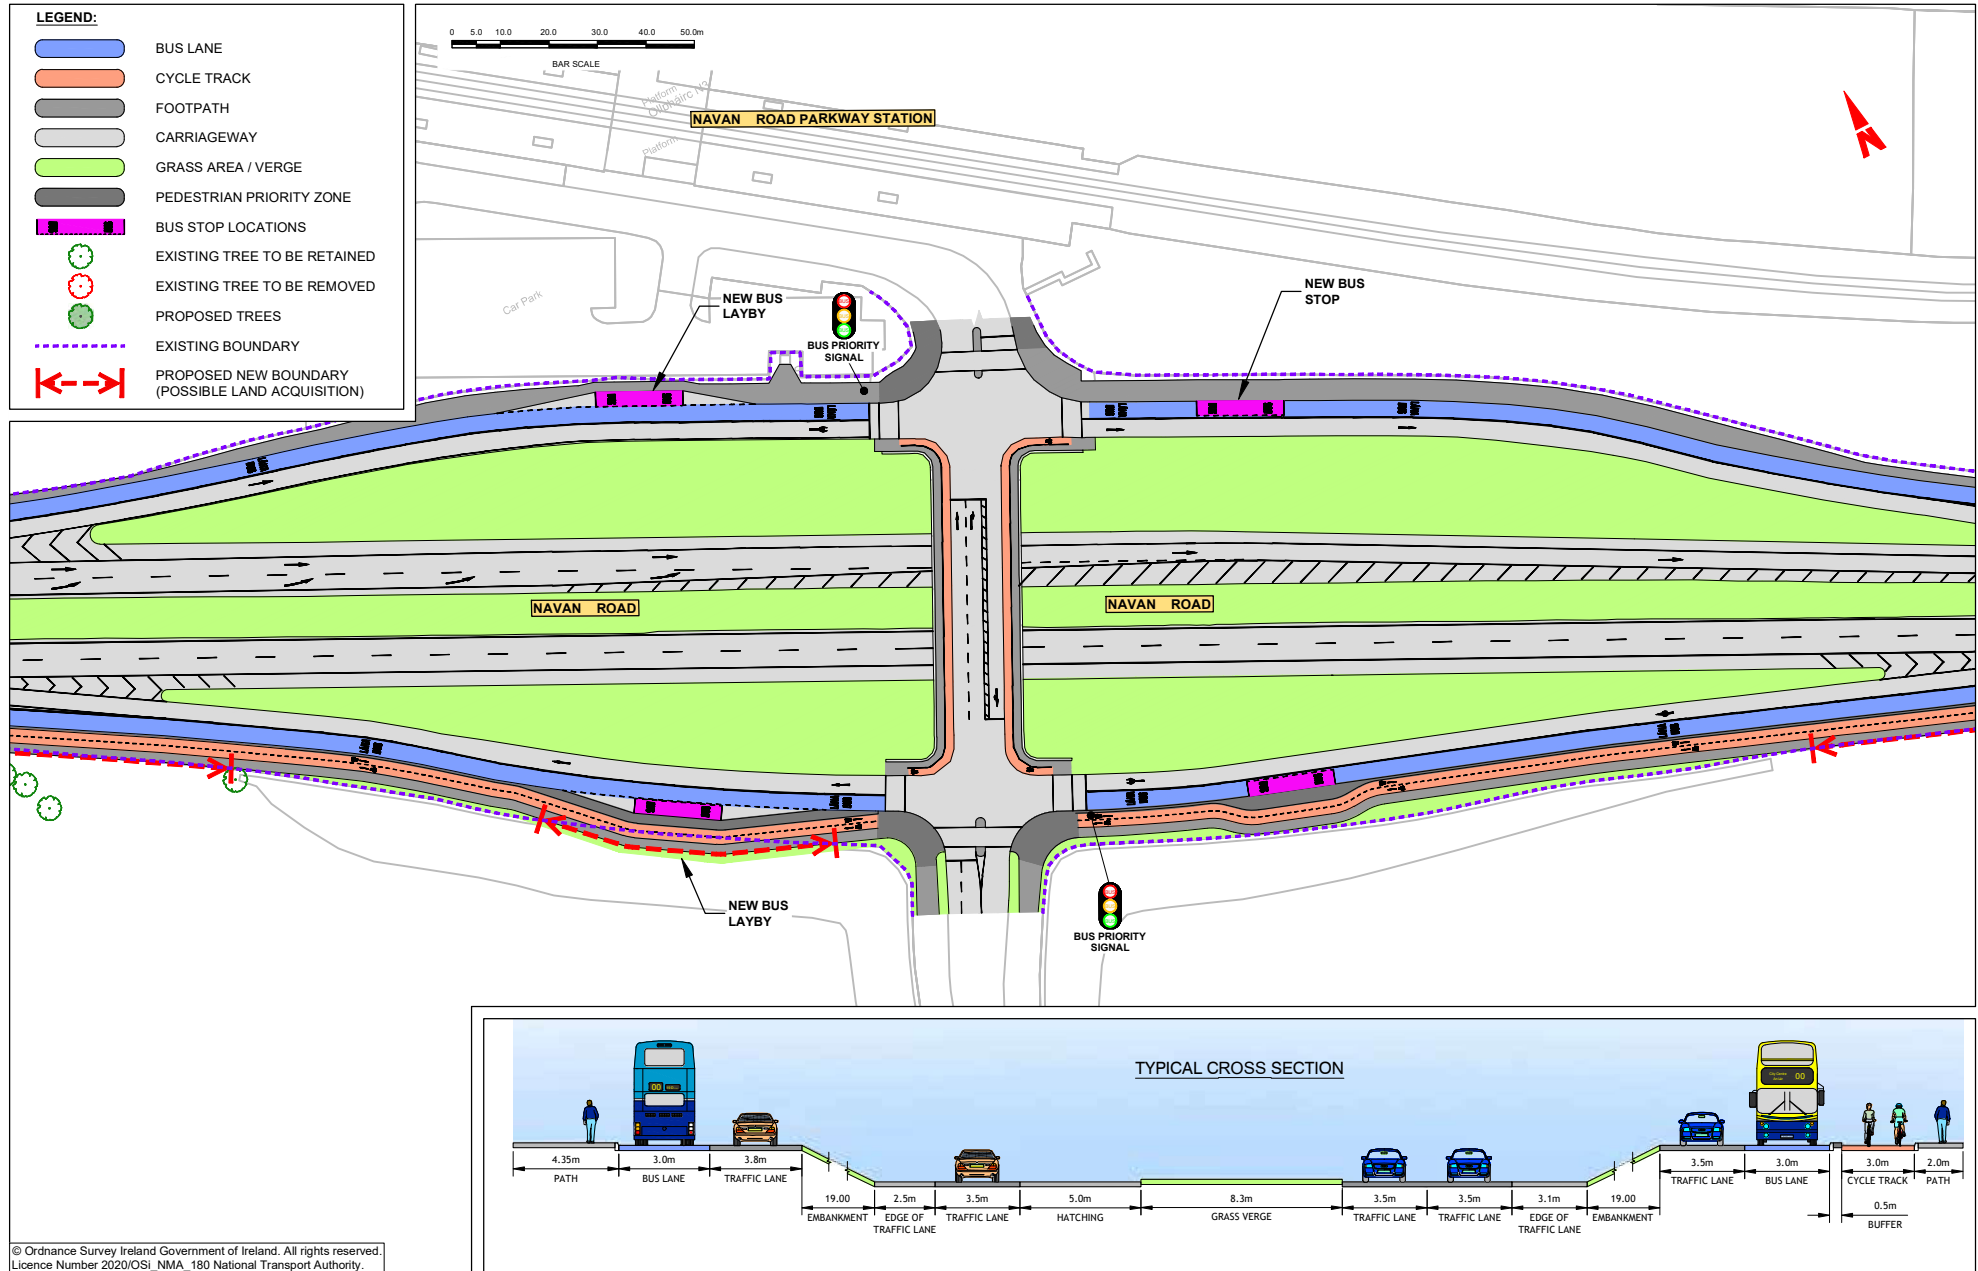 LEGEND:
BUS LANE
CYCLE TRACK
FOOTPATH
CARRIAGEWAY
GRASS AREA / VERGE
PEDESTRIAN PRIORITY ZONE
BUS STOP LOCATIONS
EXISTING TREE TO BE RETAINED
EXISTING TREE TO BE REMOVED
PROPOSED TREES
EXISTING BOUNDARY
PROPOSED NEW BOUNDARY
(POSSIBLE LAND ACQUISITION)
0 5.0 10.0 20.0 30.0 40.0 50.0m
BAR SCALE
Platform
Platform
NAVAN ROAD PARKWAY STATION
N
Car Park
NEW BUS
LAYBY
BUS PRIORITY
SIGNAL
NEW BUS
STOP
NAVAN ROAD
NAVAN ROAD
NEW BUS
LAYBY
BUS PRIORITY
SIGNAL
TYPICAL CROSS SECTION
00
00
4.35m
PATH
3.0m
BUS LANE
3.8m
TRAFFIC LANE
19.00
EMBANKMENT
2.5m
EDGE OF
TRAFFIC LANE
3.5m
TRAFFIC LANE
5.0m
HATCHING
8.3m
GRASS VERGE
3.5m
TRAFFIC LANE
3.5m
TRAFFIC LANE
3.1m
EDGE OF
TRAFFIC LANE
19.00
EMBANKMENT
3.5m
TRAFFIC LANE
3.0m
BUS LANE
0.5m
BUFFER
3.0m
CYCLE TRACK
2.0m
PATH
© Ordnance Survey Ireland Government of Ireland. All rights reserved.
Licence Number 2020/OSi_NMA_180 National Transport Authority.